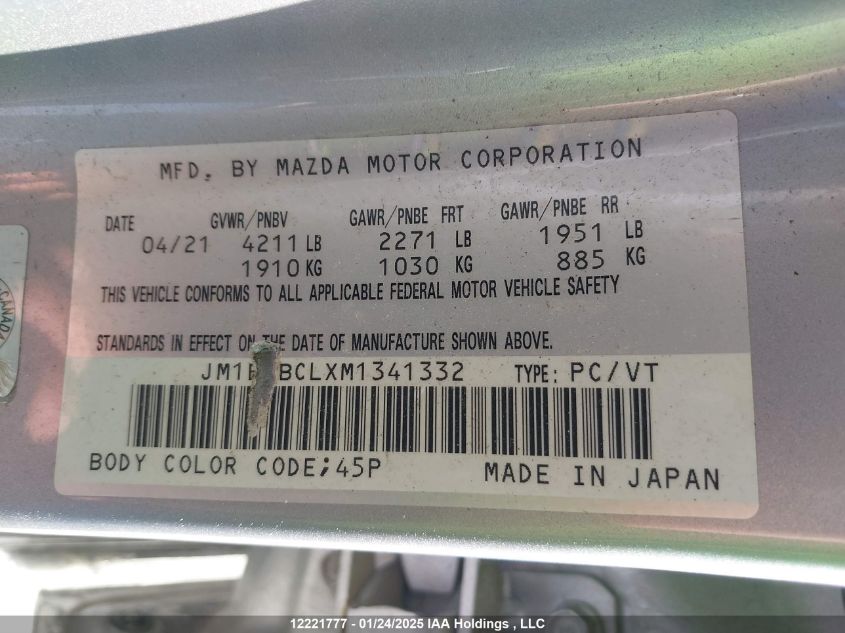 MFD. BY MAZDA MOTOR CORPORATION
DATE GVWR/PNBV GAWR/PNBE FRT GAWR/PNBE RR
04/21 4211 LB 2271 LB 1951 LB
1910 KG 1030 KG 885 KG
THIS VEHICLE CONFORMS TO ALL APPLICABLE FEDERAL MOTOR VEHICLE SAFETY
STANDARDS IN EFFECT ON THE DATE OF MANUFACTURE SHOWN ABOVE.
TYPE: PC/VT
BODY COLOR CODE;45P MADE IN JAPAN
CANADA
12221777 - 01/24/2025 IAA Holdings , LLC